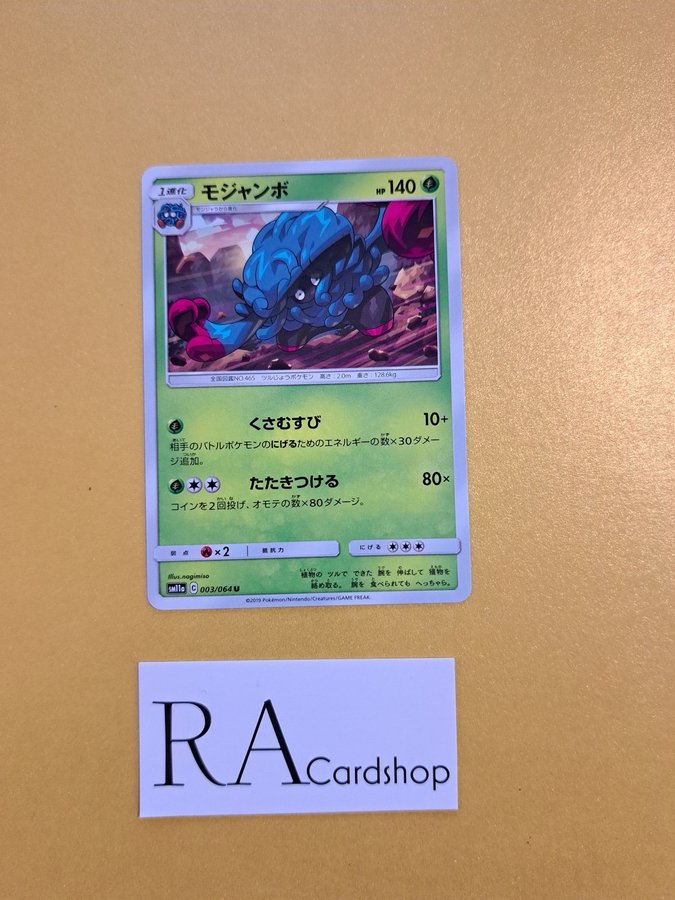 1進化 モジャンボ HP 140
モンジャラから進化
全国図鑑NO.465 ツルじょうポケモン 高さ:2.0m 重さ:128.6kg
くさむすび 10+
相手のバトルポケモンのにげるためのエネルギーの数×30ダメー
ジ追加。
たたきつける 80×
コインを2回投げ、オモテの数×80ダメージ。
弱点 ×2 抵抗力 にげる
Illus.nagimiso
植物の ツルで できた 腕を 伸ばして 獲物を
絡め取る。 腕を 食べられても へっちゃら。
SM11a C 003/064 U
©2019 Pokémon/Nintendo/Creatures/GAME FREAK.
RA Cardshop